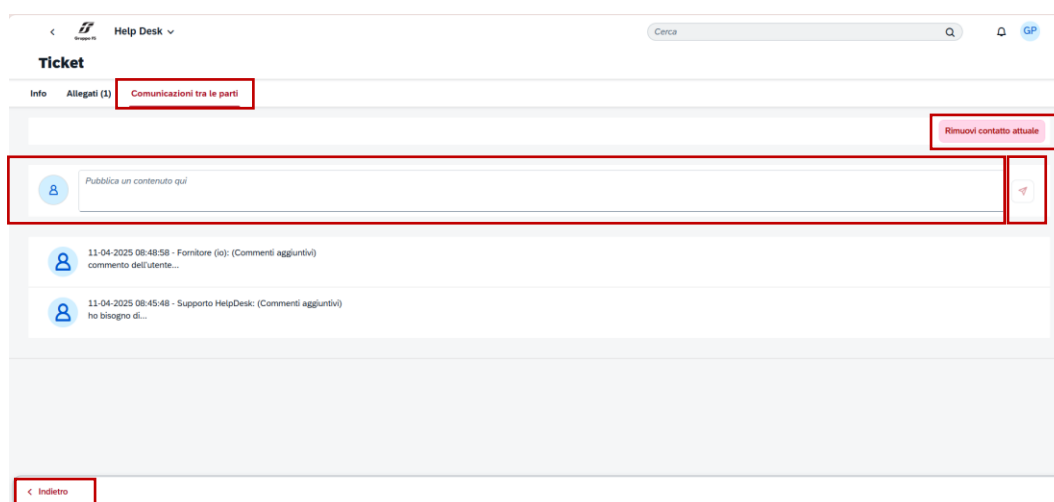 Gruppo FS
Help Desk
Cerca
GP
Ticket
Info Allegati (1) Comunicazioni tra le parti
Rimuovi contatto attuale
Pubblica un contenuto qui
11-04-2025 08:48:58 - Fornitore (io): (Commenti aggiuntivi)
commento dell'utente...
11-04-2025 08:45:48 - Supporto HelpDesk: (Commenti aggiuntivi)
ho bisogno di...
Indietro